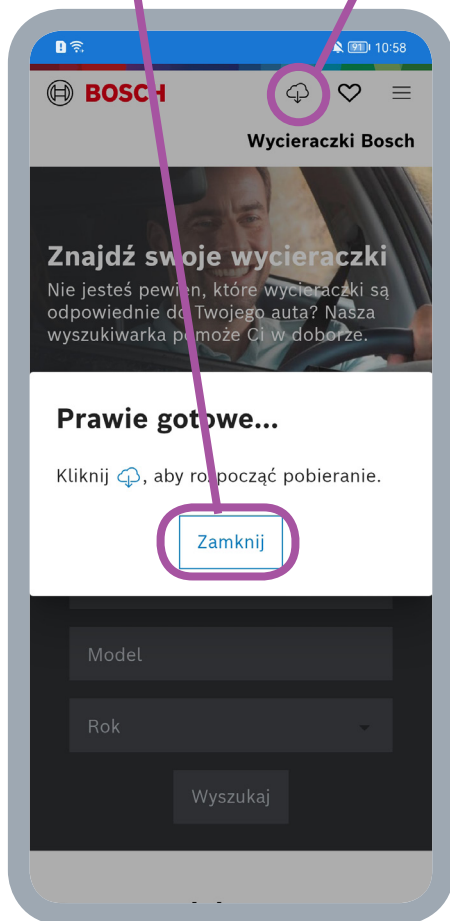 91 10:58
BOSCH
Wycieraczki Bosch
Znajdź swoje wycieraczki
Nie jesteś pewien, które wycieraczki są
odpowiednie do Twojego auta? Nasza
wyszukiwarka pomoże Ci w doborze.
Prawie gotowe...
Kliknij , aby rozpocząć pobieranie.
Zamknij
Model
Rok
Wyszukaj